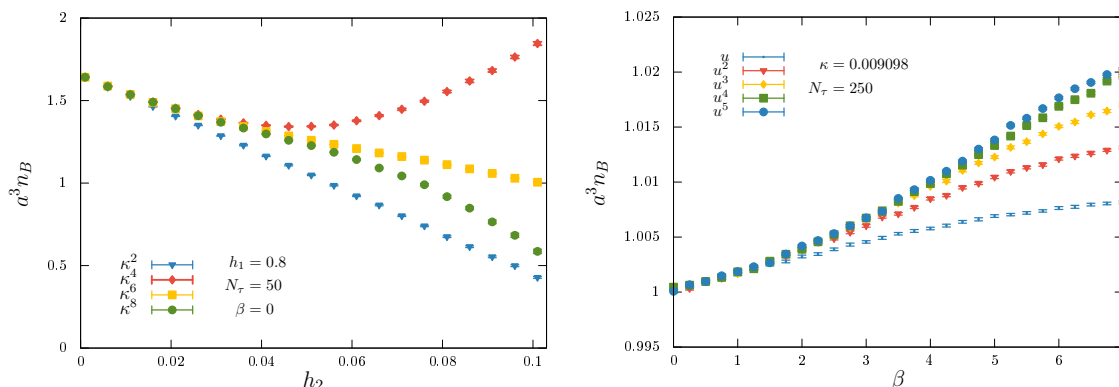 2
1.5
1
0.5
0
a³n_B
κ² h₁ = 0.8
κ⁴
κ⁶ N_τ = 50
κ⁸ β = 0
0 0.02 0.04 0.06 0.08 0.1
h₂
1.025
1.02
1.015
1.01
1.005
1
0.995
a³n_B
u κ = 0.009098
u²
u³ N_τ = 250
u⁴
u⁵
0 1 2 3 4 5 6
β